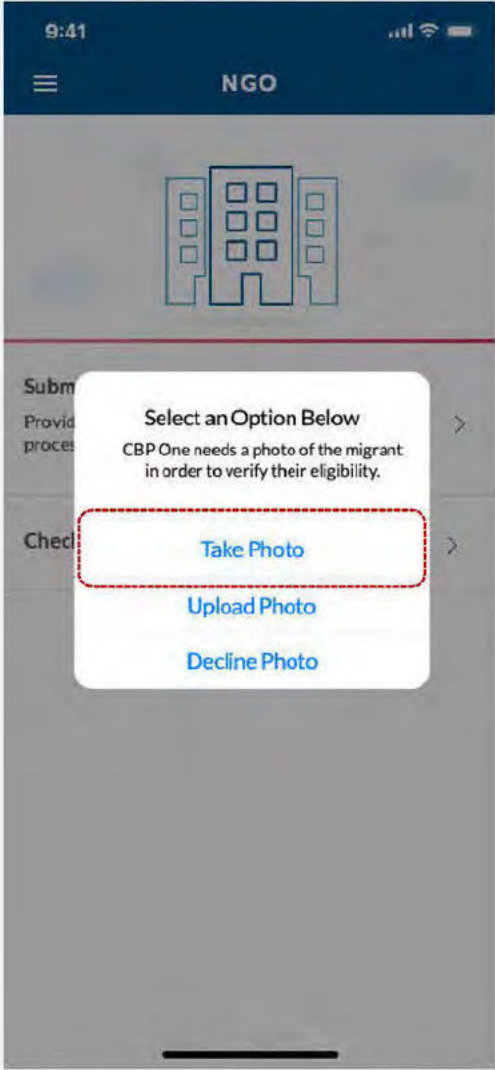 9:41
NGO
Subm
Provid
proces
Select an Option Below
CBP One needs a photo of the migrant
in order to verify their eligibility.
Take Photo
Upload Photo
Decline Photo
Check